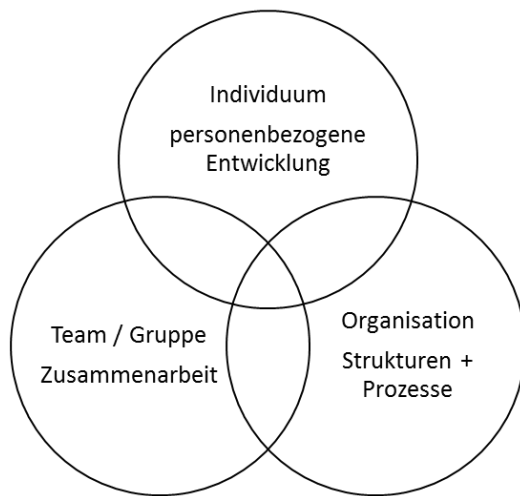 Individuum
personenbezogene
Entwicklung
Team / Gruppe
Zusammenarbeit
Organisation
Strukturen +
Prozesse